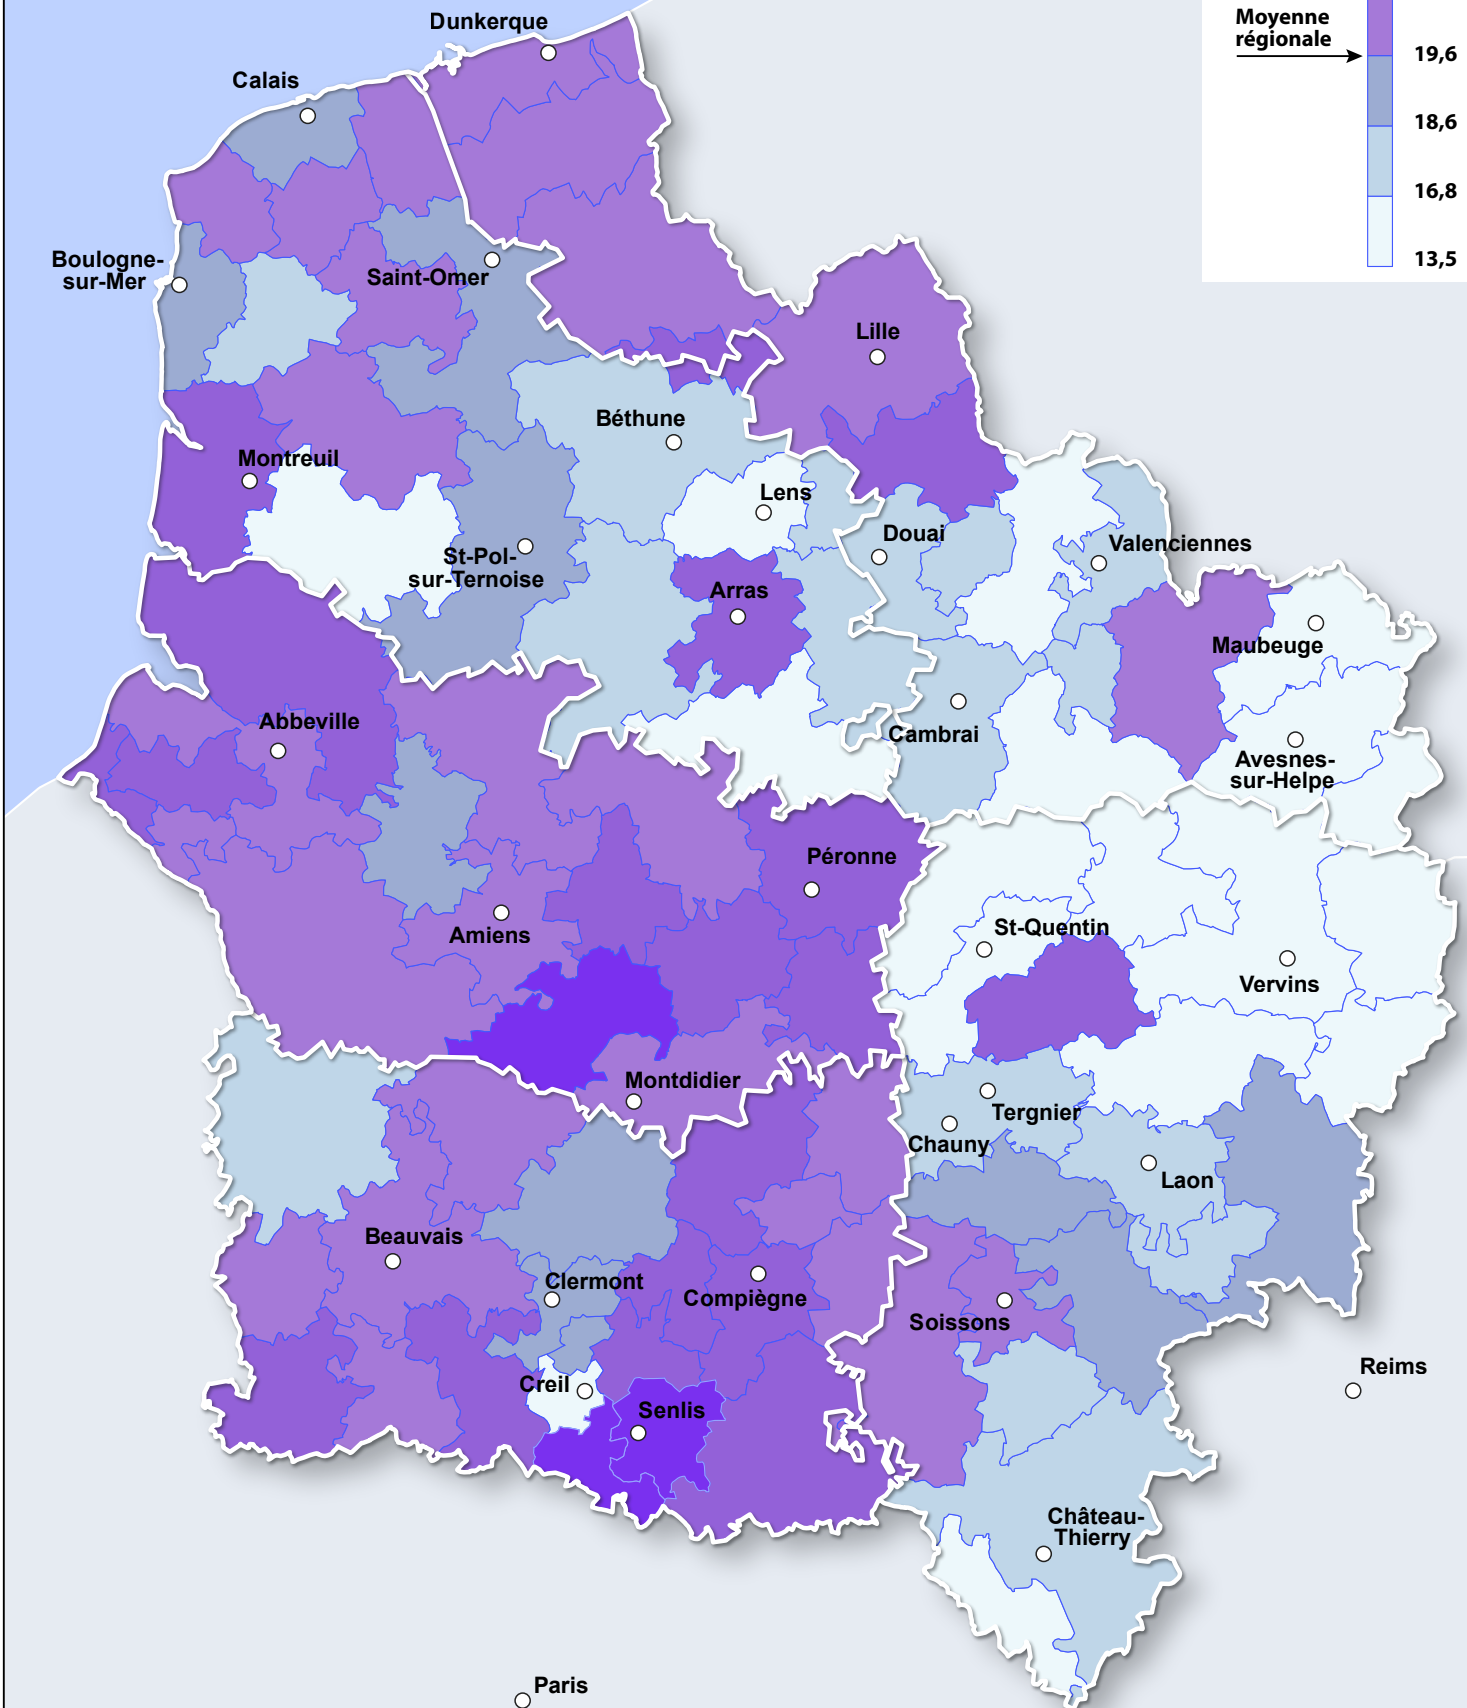 Moyenne
régionale
19,6
18,6
16,8
13,5
Dunkerque
Calais
Boulogne-
sur-Mer
Saint-Omer
Lille
Béthune
Montreuil
Lens
Douai
Valenciennes
St-Pol-
sur-Ternoise
Arras
Maubeuge
Abbeville
Cambrai
Avesnes-
sur-Helpe
Péronne
Amiens
St-Quentin
Vervins
Montdidier
Tergnier
Chauny
Laon
Beauvais
Clermont
Compiègne
Soissons
Reims
Creil
Senlis
Château-
Thierry
Paris